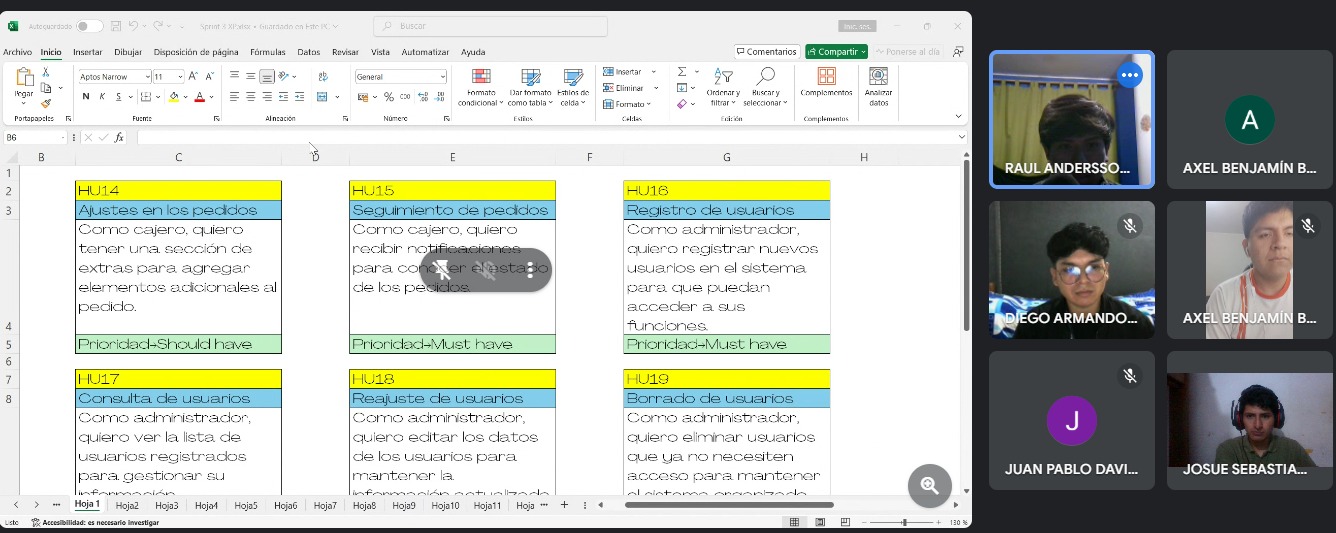 Autoguardado
Sprint 3 XP.xlsx • Guardado en Este PC
Buscar
Archivo Inicio Insertar Dibujar Disposición de página Fórmulas Datos Revisar Vista Automatizar Ayuda
Comentarios Compartir Ponerse al día
Pegar
Portapapeles
Aptos Narrow 11
N K S
Fuente
Alineación
General
Número
Formato condicional
Dar formato como tabla
Estilos de celda
Estilos
Insertar
Eliminar
Formato
Celdas
Ordenar y filtrar
Buscar y seleccionar
Edición
Complementos
Complementos
Analizar datos
B6
fx
B C D E F G H
1
2
3
4
5
6
7
8
HU14
Ajustes en los pedidos
Como cajero, quiero
tener una sección de
extras para agregar
elementos adicionales al
pedido.
Prioridad→Should have
HU15
Seguimiento de pedidos
Como cajero, quiero
recibir notificaciones
para conocer el estado
de los pedidos.
Prioridad→Must have
HU16
Registro de usuarios
Como administrador,
quiero registrar nuevos
usuarios en el sistema
para que puedan
acceder a sus
funciones.
Prioridad→Must have
HU17
Consulta de usuarios
Como administrador,
quiero ver la lista de
usuarios registrados
para gestionar su
información
HU18
Reajuste de usuarios
Como administrador,
quiero editar los datos
de los usuarios para
mantener la
información actualizada
HU19
Borrado de usuarios
Como administrador,
quiero eliminar usuarios
que ya no necesiten
acceso para mantener
el sistema organizado
Hoja 1 Hoja2 Hoja3 Hoja4 Hoja5 Hoja6 Hoja7 Hoja8 Hoja9 Hoja10 Hoja11 Hoja
Listo Accesibilidad: es necesario investigar
130 %
RAUL ANDERSSO...
A
AXEL BENJAMÍN B...
DIEGO ARMANDO...
AXEL BENJAMÍN B...
J
JUAN PABLO DAVI...
JOSUE SEBASTIA...